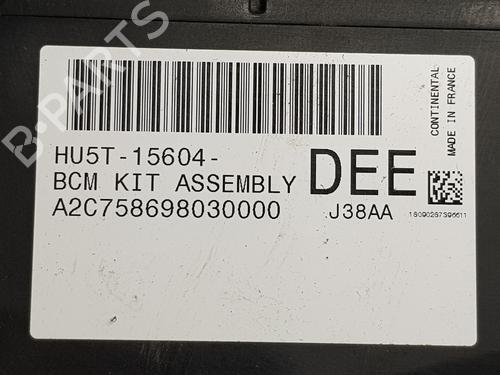 HU5T-15604-
BCM KIT ASSEMBLY
A2C758698030000
DEE
J38AA
CONTINENTAL
MADE IN FRANCE
B-PARTS